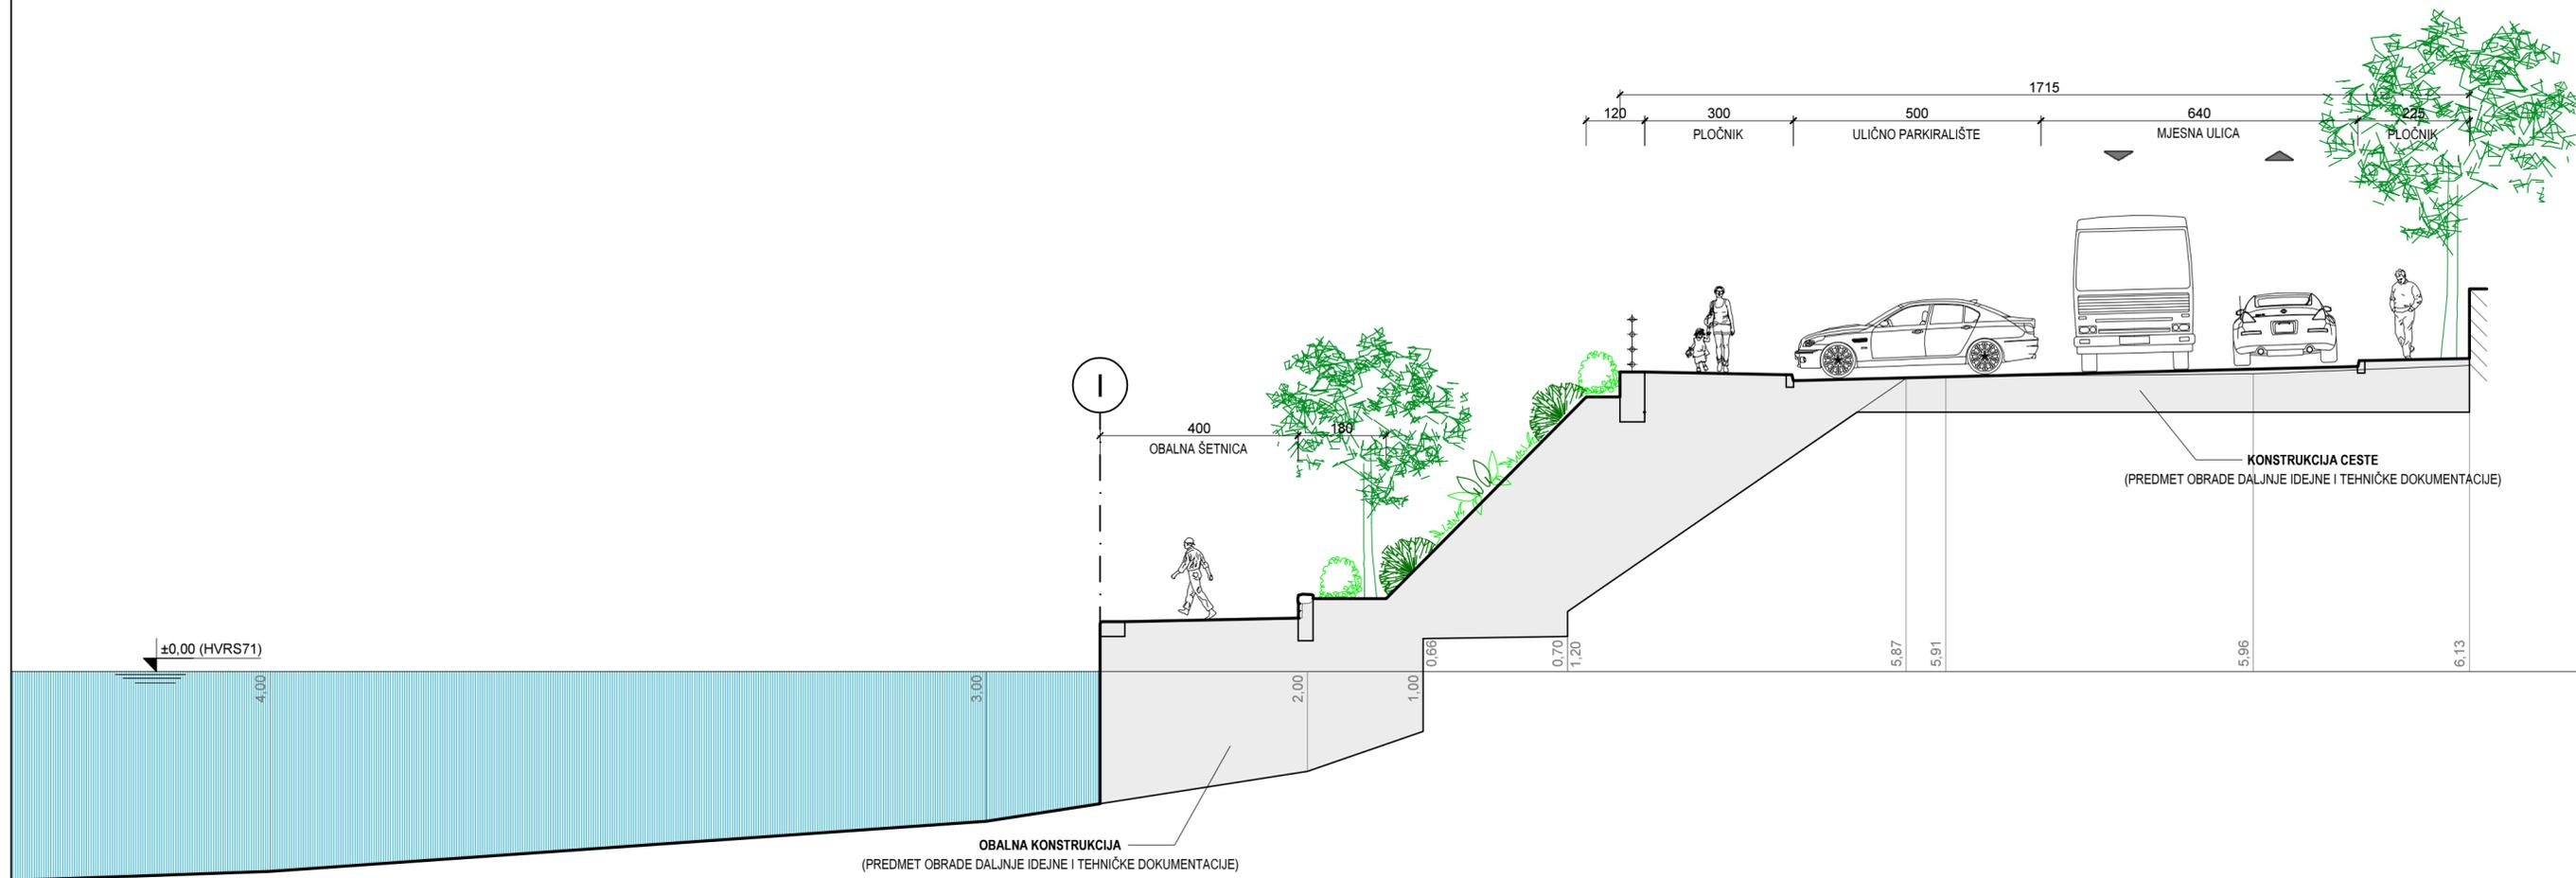 1715
120 300 500 640 225
PLOČNIK ULIČNO PARKIRALIŠTE MJESNA ULICA PLOČNIK
I
400 180
OBALNA ŠETNICA
KONSTRUKCIJA CESTE
(PREDMET OBRADE DALJNJE IDEJNE I TEHNIČKE DOKUMENTACIJE)
±0,00 (HVRS71)
4,00 3,00 2,00 1,00 0,66 0,70 1,20 5,87 5,91 5,96 6,13
OBALNA KONSTRUKCIJA
(PREDMET OBRADE DALJNJE IDEJNE I TEHNIČKE DOKUMENTACIJE)